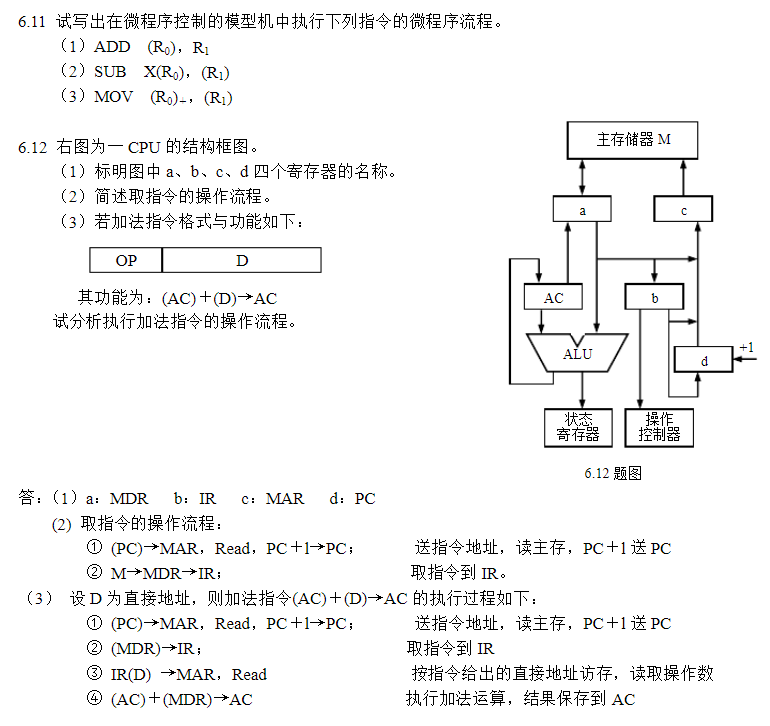 6.11 试写出在微程序控制的模型机中执行下列指令的微程序流程。
（1）ADD (R0)，R1
（2）SUB X(R0)，(R1)
（3）MOV (R0)+，(R1)
6.12 右图为一 CPU 的结构框图。
（1）标明图中 a、b、c、d 四个寄存器的名称。
（2）简述取指令的操作流程。
（3）若加法指令格式与功能如下：
OP D
其功能为：(AC)＋(D)→AC
试分析执行加法指令的操作流程。
主存储器 M
a
c
AC
b
ALU
d
+1
状态
寄存器
操作
控制器
6.12 题图
答：（1）a：MDR b：IR c：MAR d：PC
(2) 取指令的操作流程：
① (PC)→MAR，Read，PC＋1→PC； 送指令地址，读主存，PC＋1 送 PC
② M→MDR→IR； 取指令到 IR。
（3） 设 D 为直接地址，则加法指令(AC)＋(D)→AC 的执行过程如下：
① (PC)→MAR，Read，PC＋1→PC； 送指令地址，读主存，PC＋1 送 PC
② (MDR)→IR； 取指令到 IR
③ IR(D) →MAR，Read 按指令给出的直接地址访存，读取操作数
④ (AC)＋(MDR)→AC 执行加法运算，结果保存到 AC